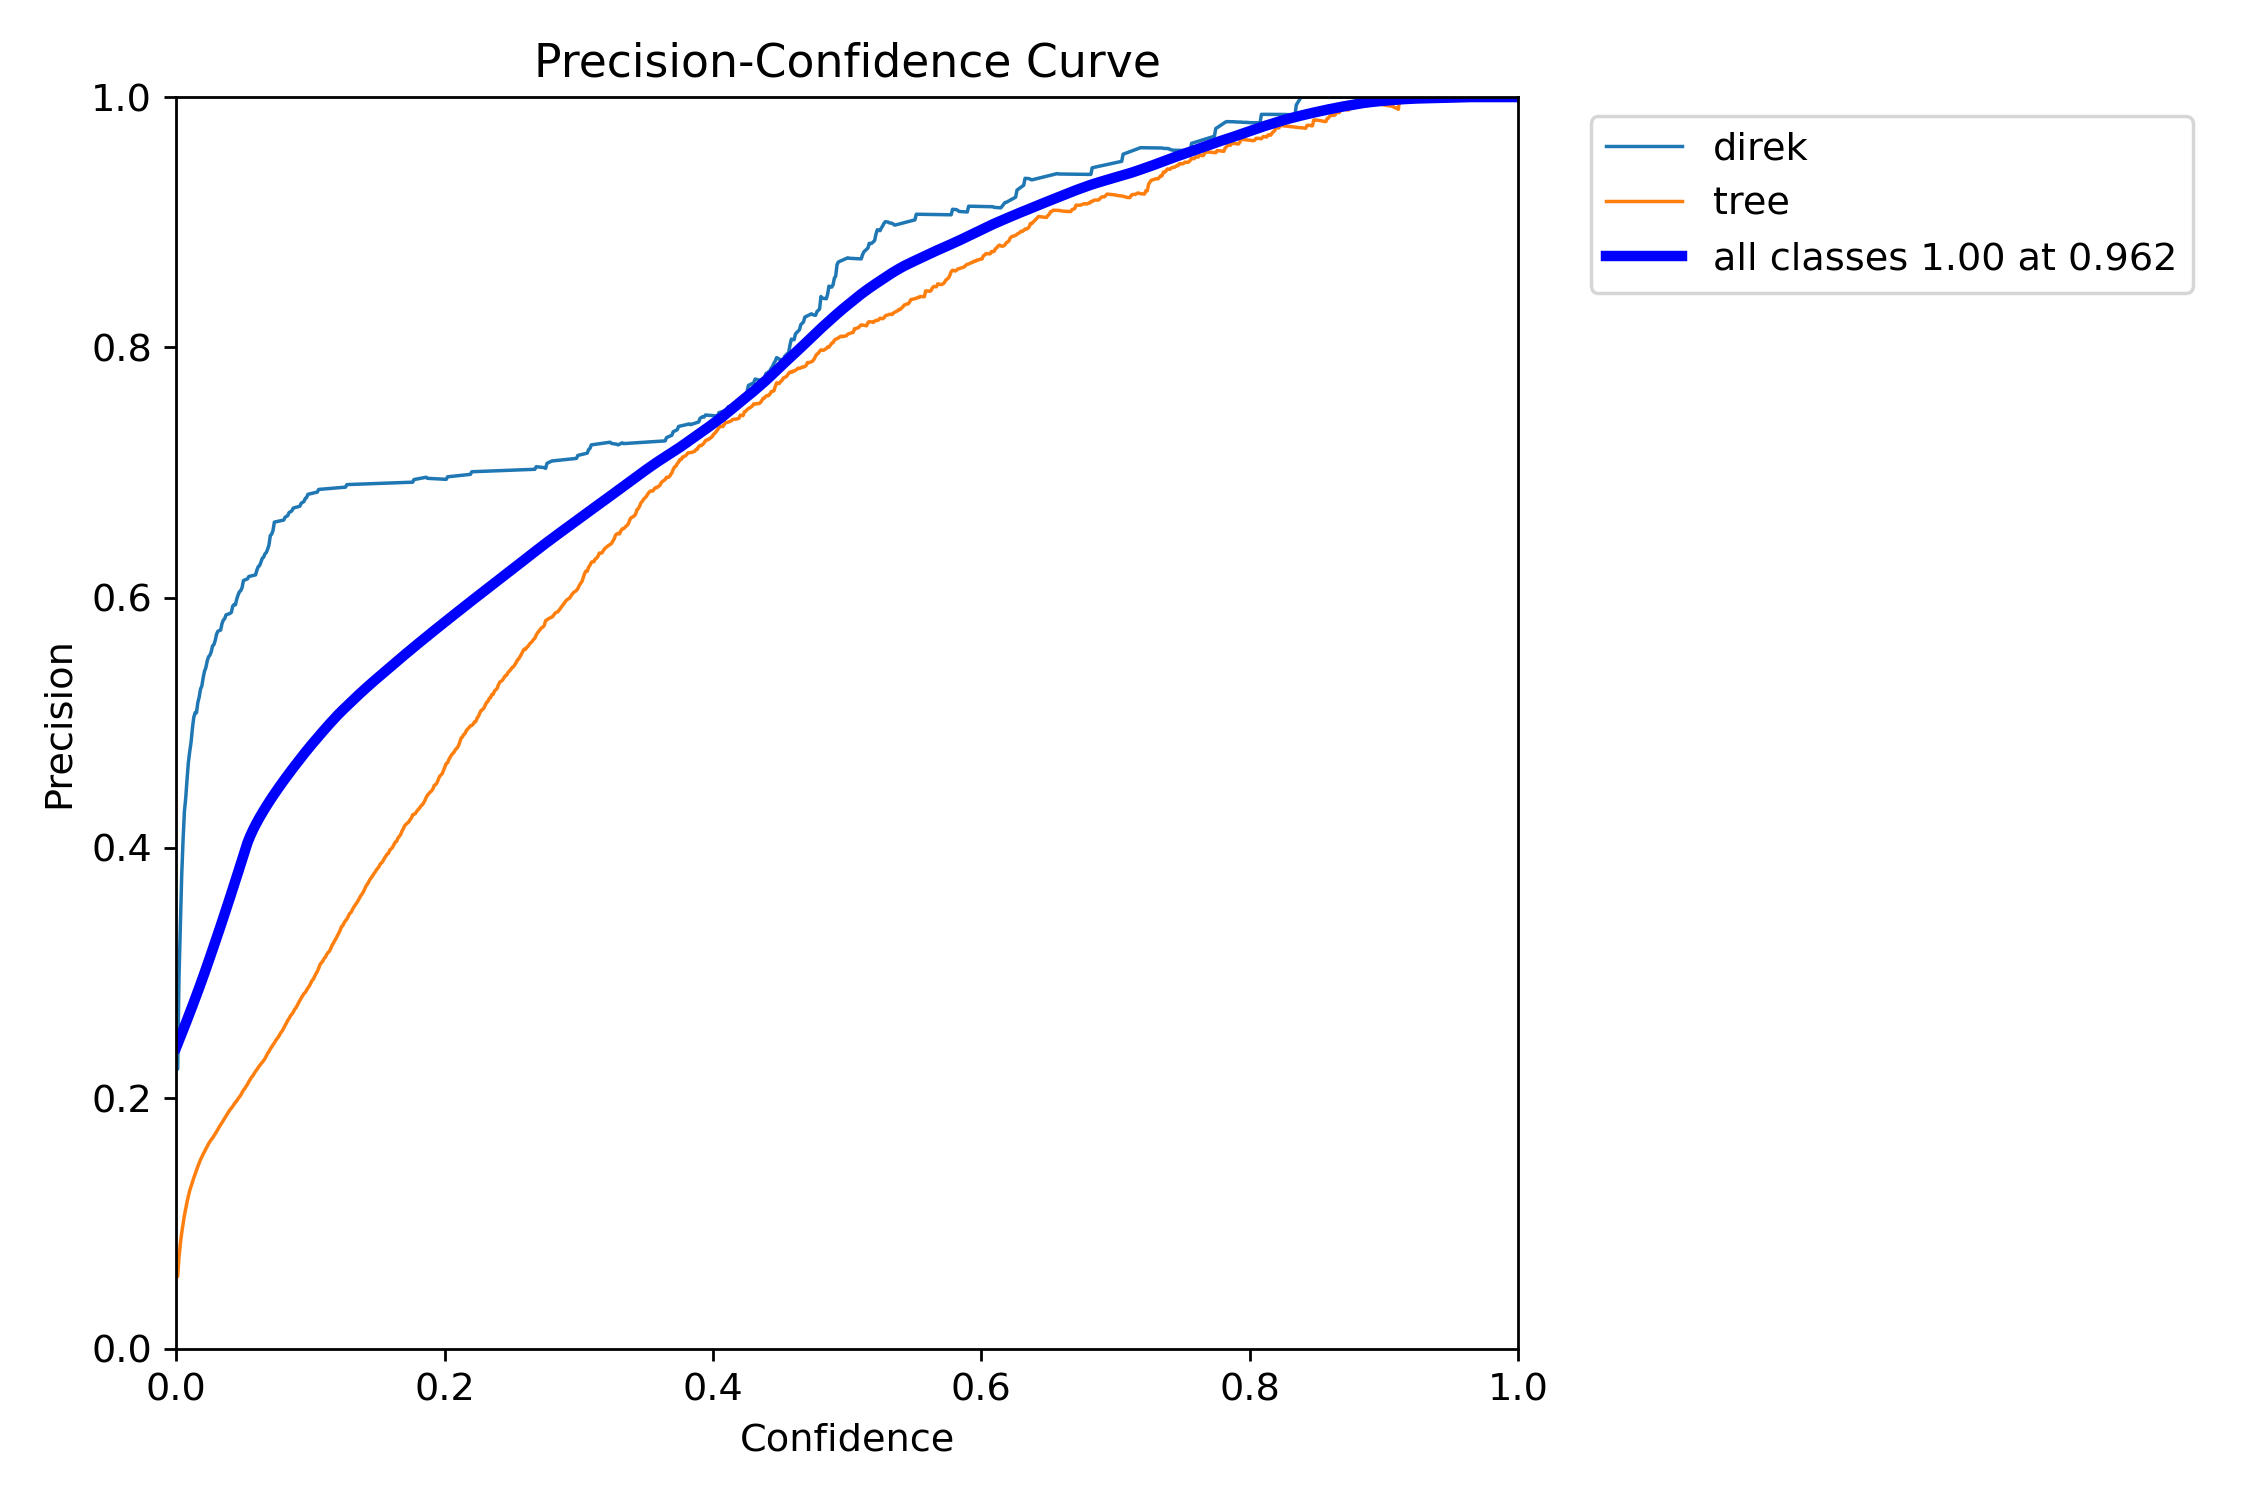 Precision-Confidence Curve
1.0
0.8
0.6
0.4
0.2
0.0
Precision
0.0 0.2 0.4 0.6 0.8 1.0
Confidence
direk
tree
all classes 1.00 at 0.962